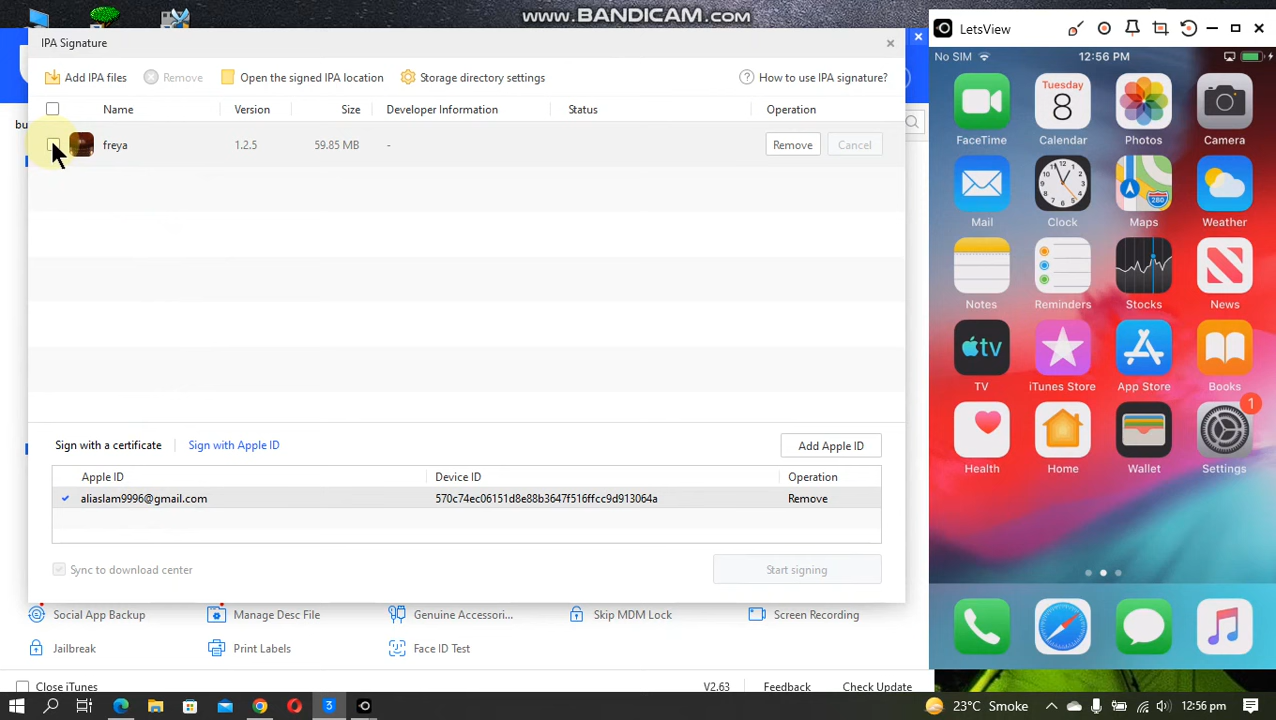 www.BANDICAM.com
IPA Signature
Add IPA files
Remove
Open the signed IPA location
Storage directory settings
How to use IPA signature?
Name
Version
Size
Developer Information
Status
Operation
freya
1.2.3
59.85 MB
Remove
Cancel
Sign with a certificate
Sign with Apple ID
Add Apple ID
Apple ID
Device ID
Operation
aliaslam9996@gmail.com
570c74ec06151d8e88b3647f516ffcc9d913064a
Remove
Sync to download center
Start signing
Social App Backup
Manage Desc File
Genuine Accessori...
Skip MDM Lock
Screen Recording
Jailbreak
Print Labels
Face ID Test
Close iTunes
V2.63
Feedback
Check Update
LetsView
No SIM
12:56 PM
Tuesday
8
12
280
FaceTime
Calendar
Photos
Camera
Mail
Clock
Maps
Weather
Notes
Reminders
Stocks
News
tv
TV
iTunes Store
App Store
Books
1
Health
Home
Wallet
Settings
3
23°C Smoke
12:56 pm